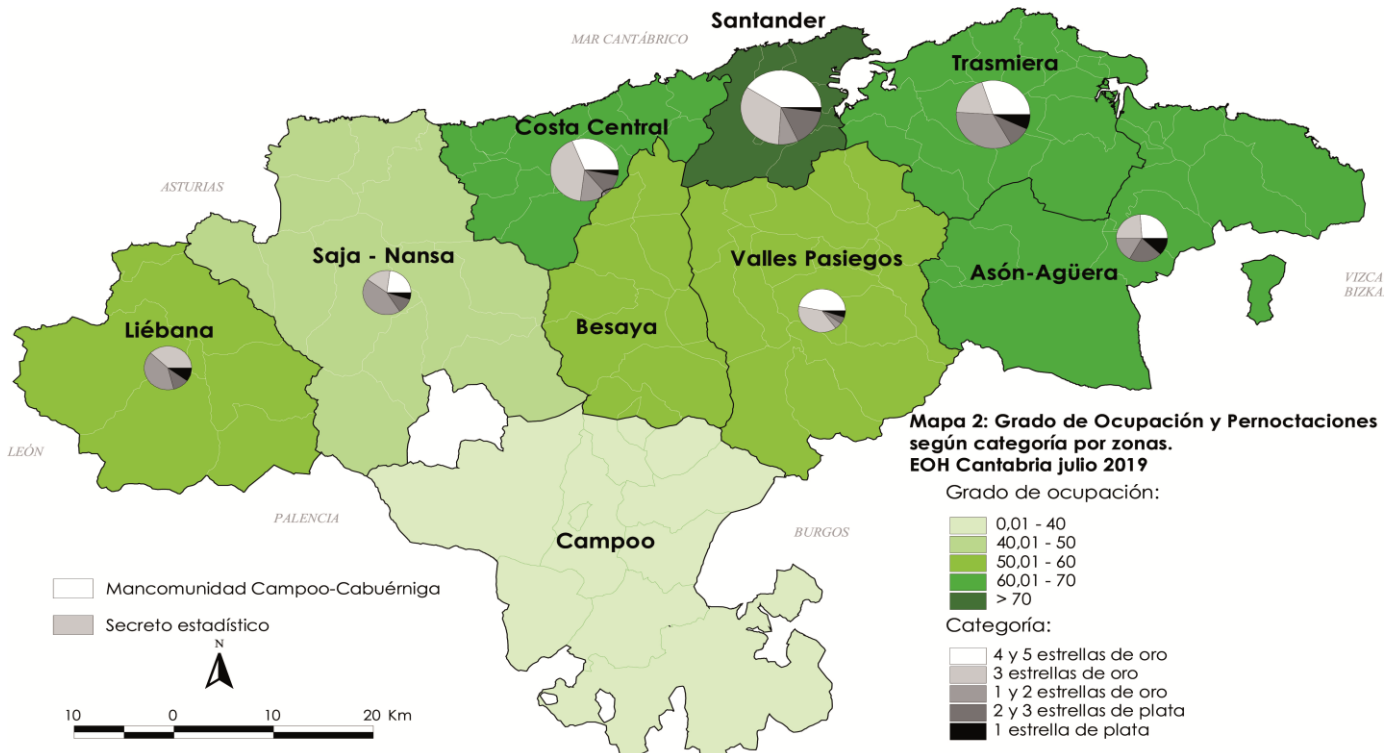 Santander
MAR CANTÁBRICO
Trasmiera
Costa Central
ASTURIAS
Saja - Nansa
Valles Pasiegos
Asón-Agüera
VIZCA
BIZKA
Liébana
Besaya
Mapa 2: Grado de Ocupación y Pernoctaciones
según categoría por zonas.
EOH Cantabria julio 2019
LEÓN
Grado de ocupación:
0,01 - 40
40,01 - 50
50,01 - 60
60,01 - 70
> 70
PALENCIA
BURGOS
Campoo
Mancomunidad Campoo-Cabuérniga
Secreto estadístico
Categoría:
4 y 5 estrellas de oro
3 estrellas de oro
1 y 2 estrellas de oro
2 y 3 estrellas de plata
1 estrella de plata
N
10 0 10 20 Km